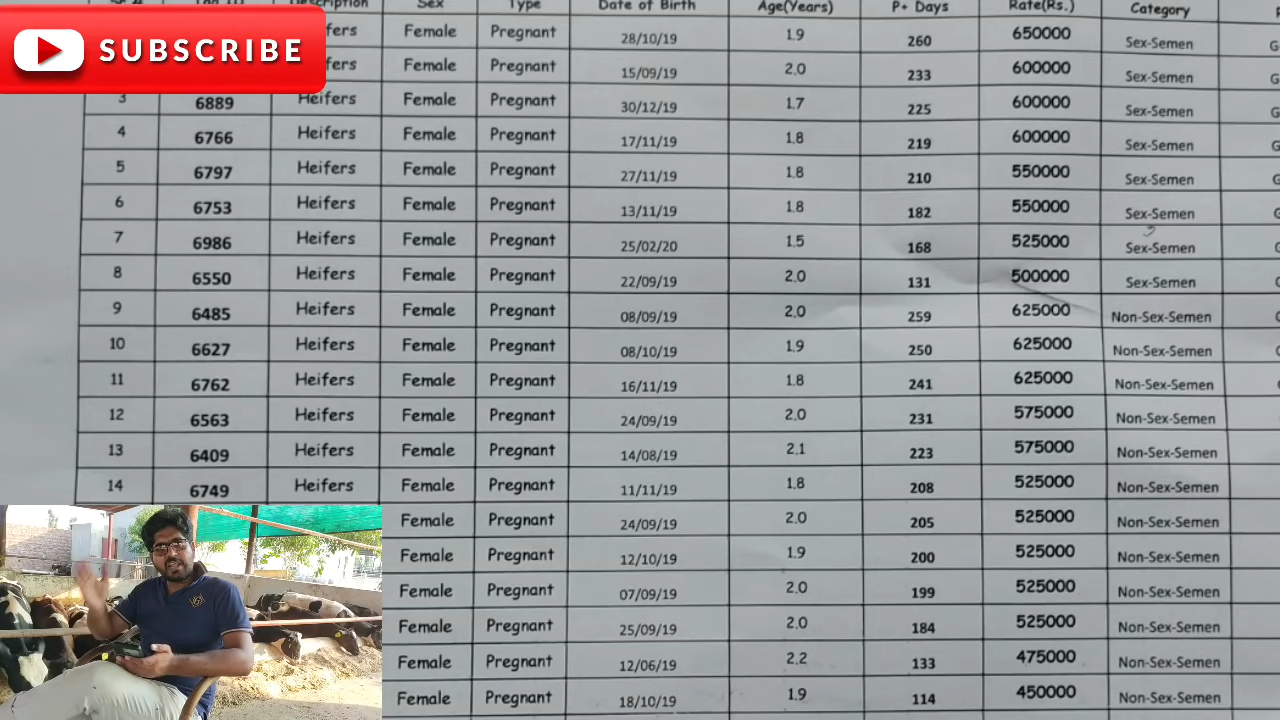 Description Sex Type Date of Birth Age(Years) P+ Days Rate(Rs.) Category
SUBSCRIBE
fers Female Pregnant 28/10/19 1.9 260 650000 Sex-Semen G
fers Female Pregnant 15/09/19 2.0 233 600000 Sex-Semen G
3 6889 Heifers Female Pregnant 30/12/19 1.7 225 600000 Sex-Semen G
4 6766 Heifers Female Pregnant 17/11/19 1.8 219 600000 Sex-Semen G
5 6797 Heifers Female Pregnant 27/11/19 1.8 210 550000 Sex-Semen G
6 6753 Heifers Female Pregnant 13/11/19 1.8 182 550000 Sex-Semen
7 6986 Heifers Female Pregnant 25/02/20 1.5 168 525000 Sex-Semen
8 6550 Heifers Female Pregnant 22/09/19 2.0 131 500000 Sex-Semen
9 6485 Heifers Female Pregnant 08/09/19 2.0 259 625000 Non-Sex-Semen
10 6627 Heifers Female Pregnant 08/10/19 1.9 250 625000 Non-Sex-Semen
11 6762 Heifers Female Pregnant 16/11/19 1.8 241 625000 Non-Sex-Semen
12 6563 Heifers Female Pregnant 24/09/19 2.0 231 575000 Non-Sex-Semen
13 6409 Heifers Female Pregnant 14/08/19 2.1 223 575000 Non-Sex-Semen
14 6749 Heifers Female Pregnant 11/11/19 1.8 208 525000 Non-Sex-Semen
Female Pregnant 24/09/19 2.0 205 525000 Non-Sex-Semen
Female Pregnant 12/10/19 1.9 200 525000 Non-Sex-Semen
Female Pregnant 07/09/19 2.0 199 525000 Non-Sex-Semen
Female Pregnant 25/09/19 2.0 184 525000 Non-Sex-Semen
Female Pregnant 12/06/19 2.2 133 475000 Non-Sex-Semen
Female Pregnant 18/10/19 1.9 114 450000 Non-Sex-Semen